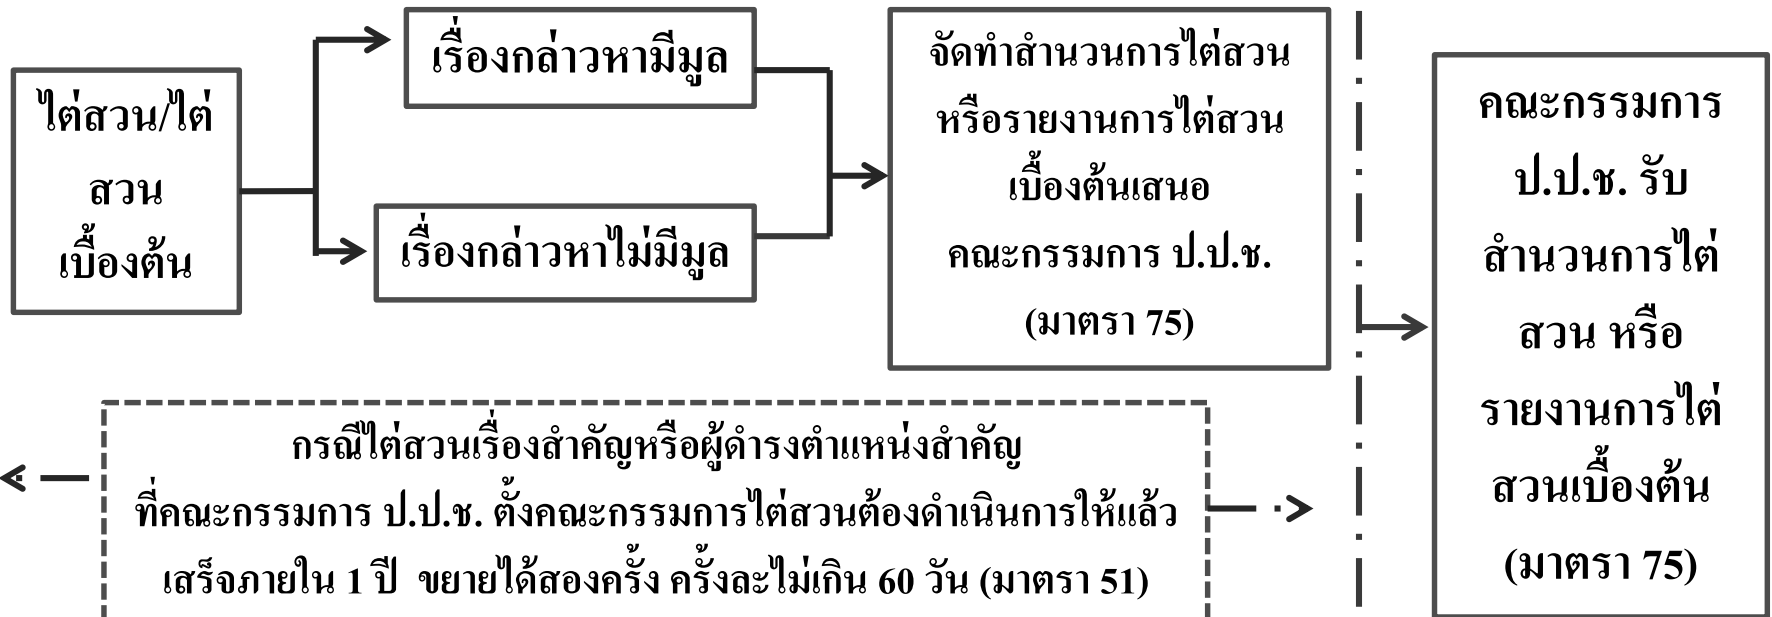 ไต่สวน/ไต่
สวน
เบื้องต้น
เรื่องกล่าวหามีมูล
เรื่องกล่าวหาไม่มีมูล
จัดทำสำนวนการไต่สวน
หรือรายงานการไต่สวน
เบื้องต้นเสนอ
คณะกรรมการ ป.ป.ช.
(มาตรา 75)
คณะกรรมการ
ป.ป.ช. รับ
สำนวนการไต่
สวน หรือ
รายงานการไต่
สวนเบื้องต้น
(มาตรา 75)
กรณีไต่สวนเรื่องสำคัญหรือผู้ดำรงตำแหน่งสำคัญ
ที่คณะกรรมการ ป.ป.ช. ตั้งคณะกรรมการไต่สวนต้องดำเนินการให้แล้ว
เสร็จภายใน 1 ปี ขยายได้สองครั้ง ครั้งละไม่เกิน 60 วัน (มาตรา 51)